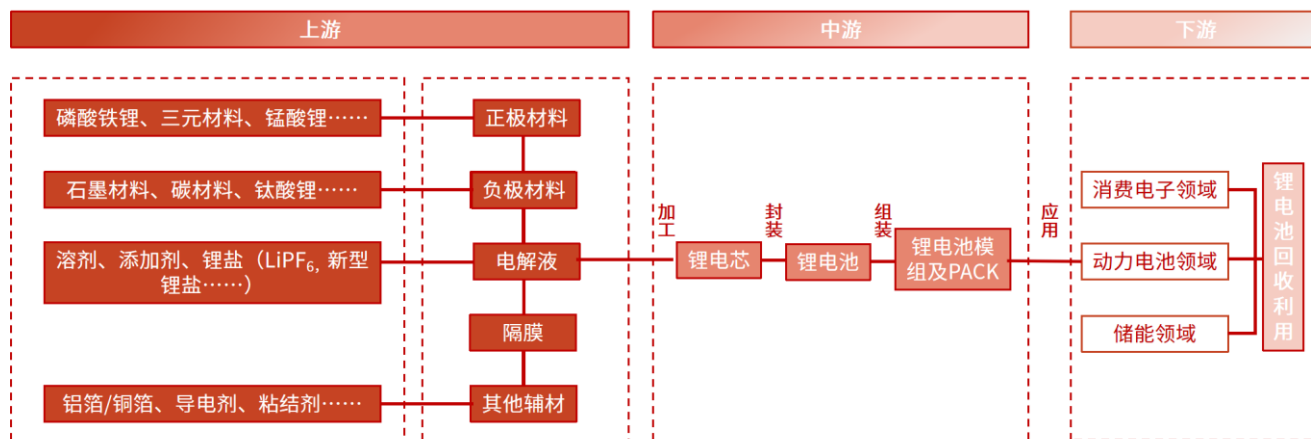 上游
中游
下游
磷酸铁锂、三元材料、锰酸锂……
正极材料
石墨材料、碳材料、钛酸锂……
负极材料
溶剂、添加剂、锂盐（LiPF₆, 新型
锂盐……）
电解液
隔膜
铝箔/铜箔、导电剂、粘结剂……
其他辅材
加工
锂电芯
封装
锂电池
组装
锂电池模
组及PACK
应用
消费电子领域
动力电池领域
储能领域
锂电池回收利用